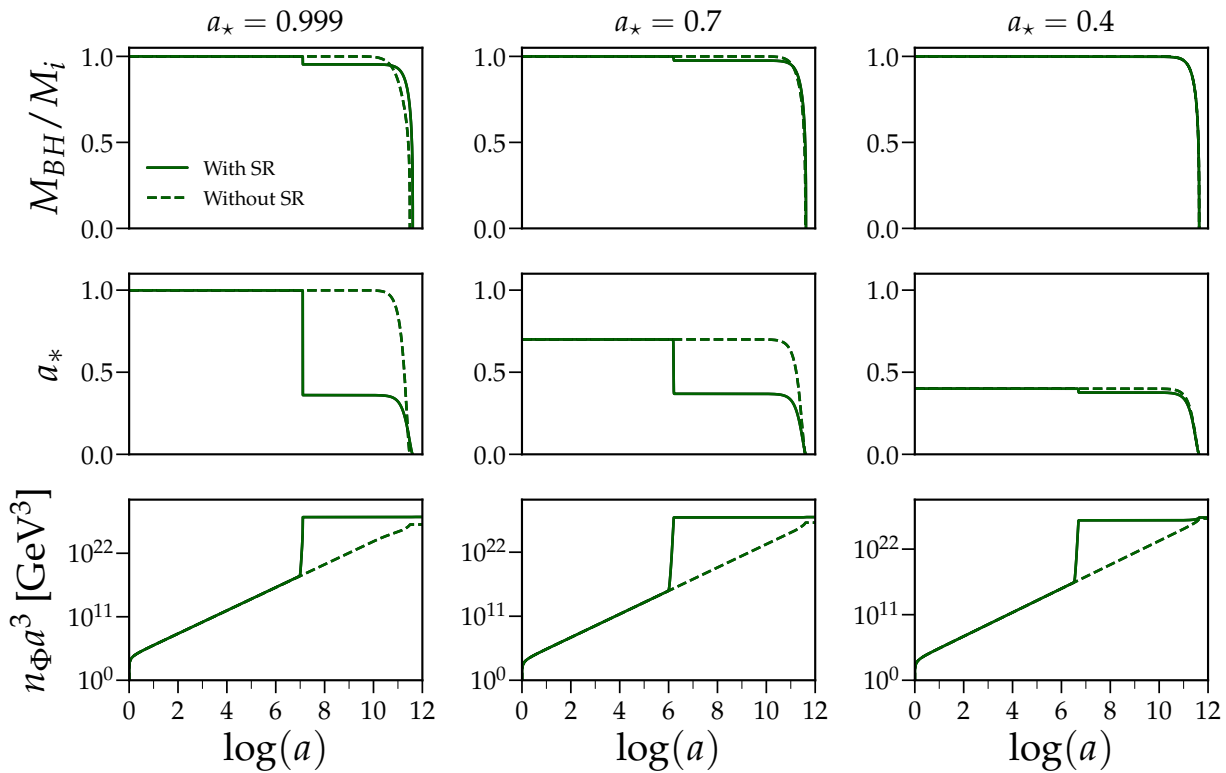 a⋆ = 0.999 a⋆ = 0.7 a⋆ = 0.4
M_BH / M_i
1.0 1.0 1.0
0.5 0.5 0.5
0.0 0.0 0.0
With SR
Without SR
a_*
1.0 1.0 1.0
0.5 0.5 0.5
0.0 0.0 0.0
n_Φ a^3 [GeV^3]
10^22 10^22 10^22
10^11 10^11 10^11
10^0 10^0 10^0
0 2 4 6 8 10 12 0 2 4 6 8 10 12 0 2 4 6 8 10 12
log(a) log(a) log(a)